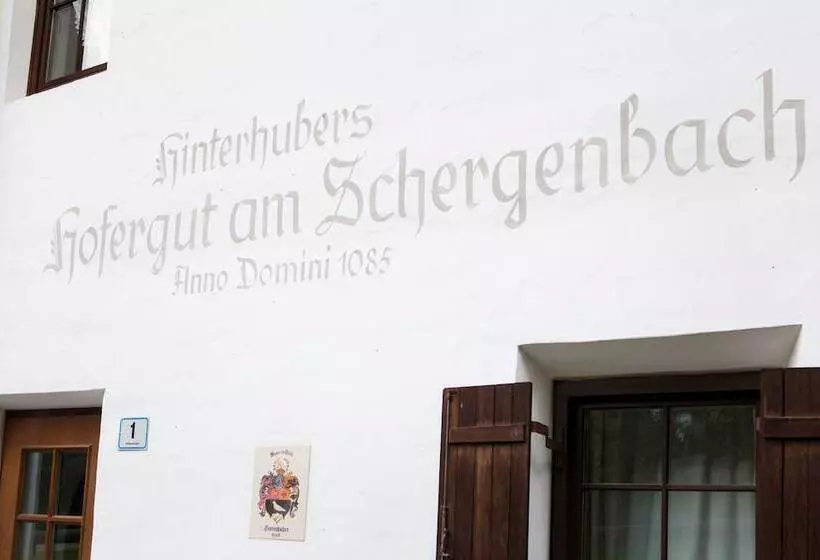 Hinterhubers
Hofergut am Schergenbach
Anno Domini 1085
1